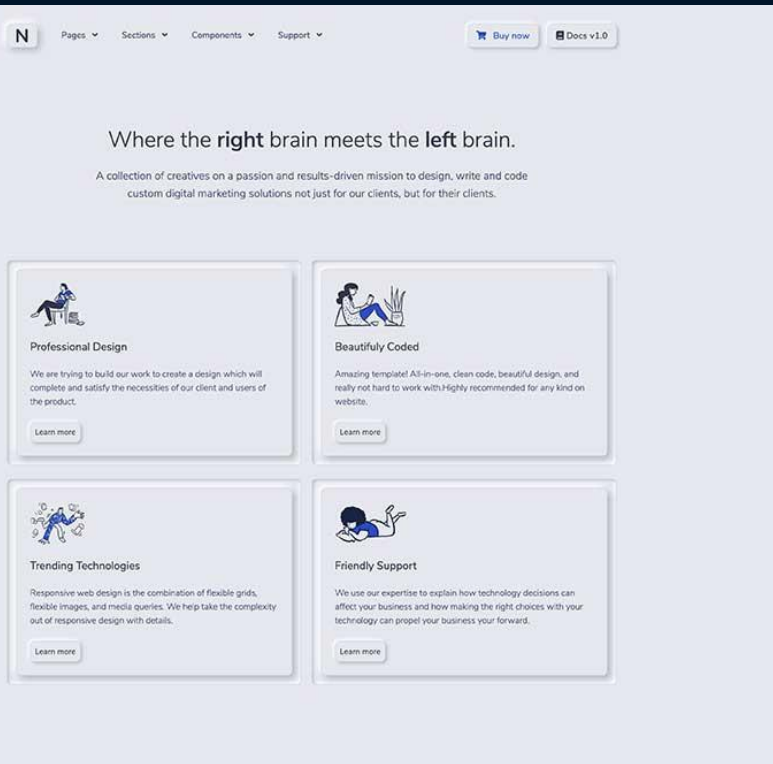 N
Pages
Sections
Components
Support
Buy now
Docs v1.0
Where the right brain meets the left brain.
A collection of creatives on a passion and results-driven mission to design, write and code
custom digital marketing solutions not just for our clients, but for their clients.
Professional Design
We are trying to build our work to create a design which will
complete and satisfy the necessities of our client and users of
the product.
Learn more
Beautifuly Coded
Amazing template! All-in-one, clean code, beautiful design, and
really not hard to work with.Highly recommended for any kind on
website.
Learn more
Trending Technologies
Responsive web design is the combination of flexible grids,
flexible images, and media queries. We help take the complexity
out of responsive design with details.
Learn more
Friendly Support
We use our expertise to explain how technology decisions can
affect your business and how making the right choices with your
technology can propel your business your forward.
Learn more